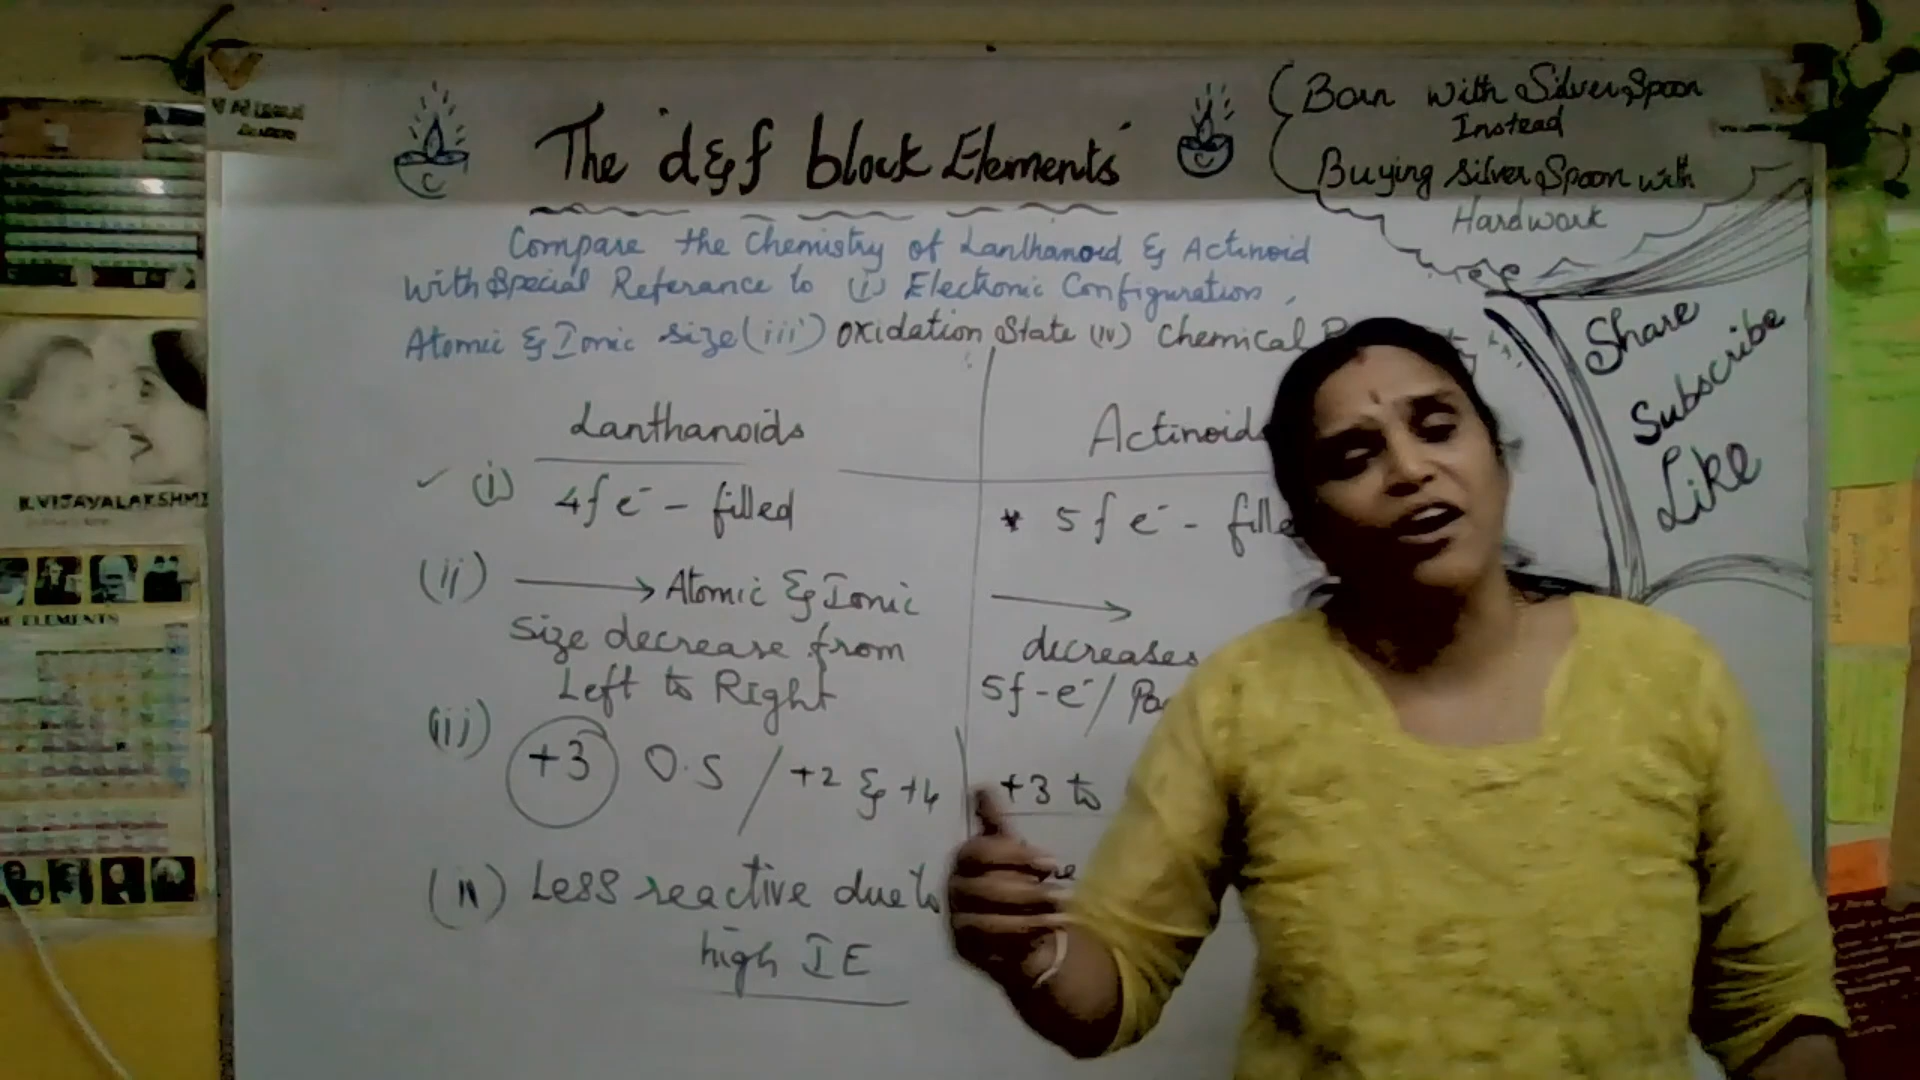 The 'd & f block Elements'
Born with Silver Spoon
Instead
Buying Silver Spoon with
Hardwork
Compare the Chemistry of Lanthanoid & Actinoid
with Special Referance to (i) Electronic Configuration,
Atomic & Ionic size (iii) oxidation State (iv) Chemical
Share
Subscribe
Like
Lanthanoids
Actinoids
(i) 4f e⁻ - filled
* 5f e⁻ - fille
(ii) → Atomic & Ionic
size decrease from
Left to Right
→
decreases
5f-e⁻/
(iii) +3 O.S / +2 & +4
+3 to
(iv) Less reactive due to
high IE
K.VIJAYALAKSHMI
ELEMENTS